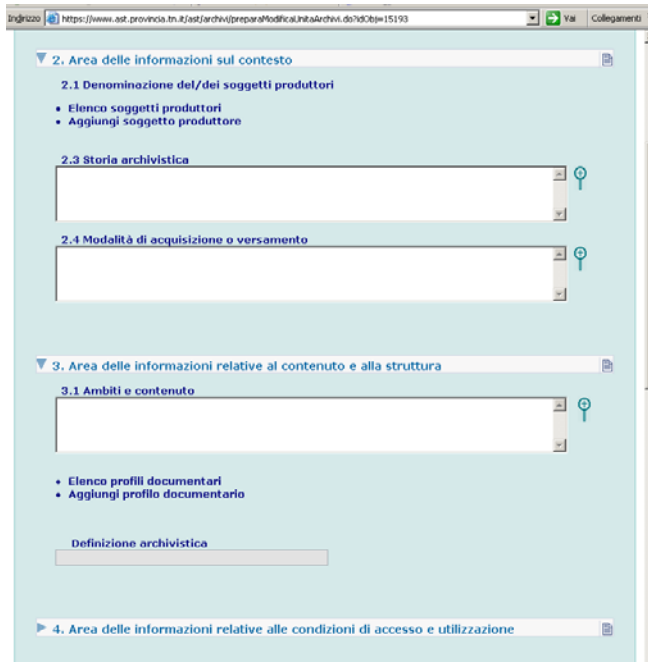 Indirizzo https://www.ast.provincia.tn.it/ast/archivi/preparaModificaUnitaArchivi.do?idObj=15193 Vai Collegamenti
2. Area delle informazioni sul contesto
2.1 Denominazione del/dei soggetti produttori
• Elenco soggetti produttori
• Aggiungi soggetto produttore
2.3 Storia archivistica
2.4 Modalità di acquisizione o versamento
3. Area delle informazioni relative al contenuto e alla struttura
3.1 Ambiti e contenuto
• Elenco profili documentari
• Aggiungi profilo documentario
Definizione archivistica
4. Area delle informazioni relative alle condizioni di accesso e utilizzazione